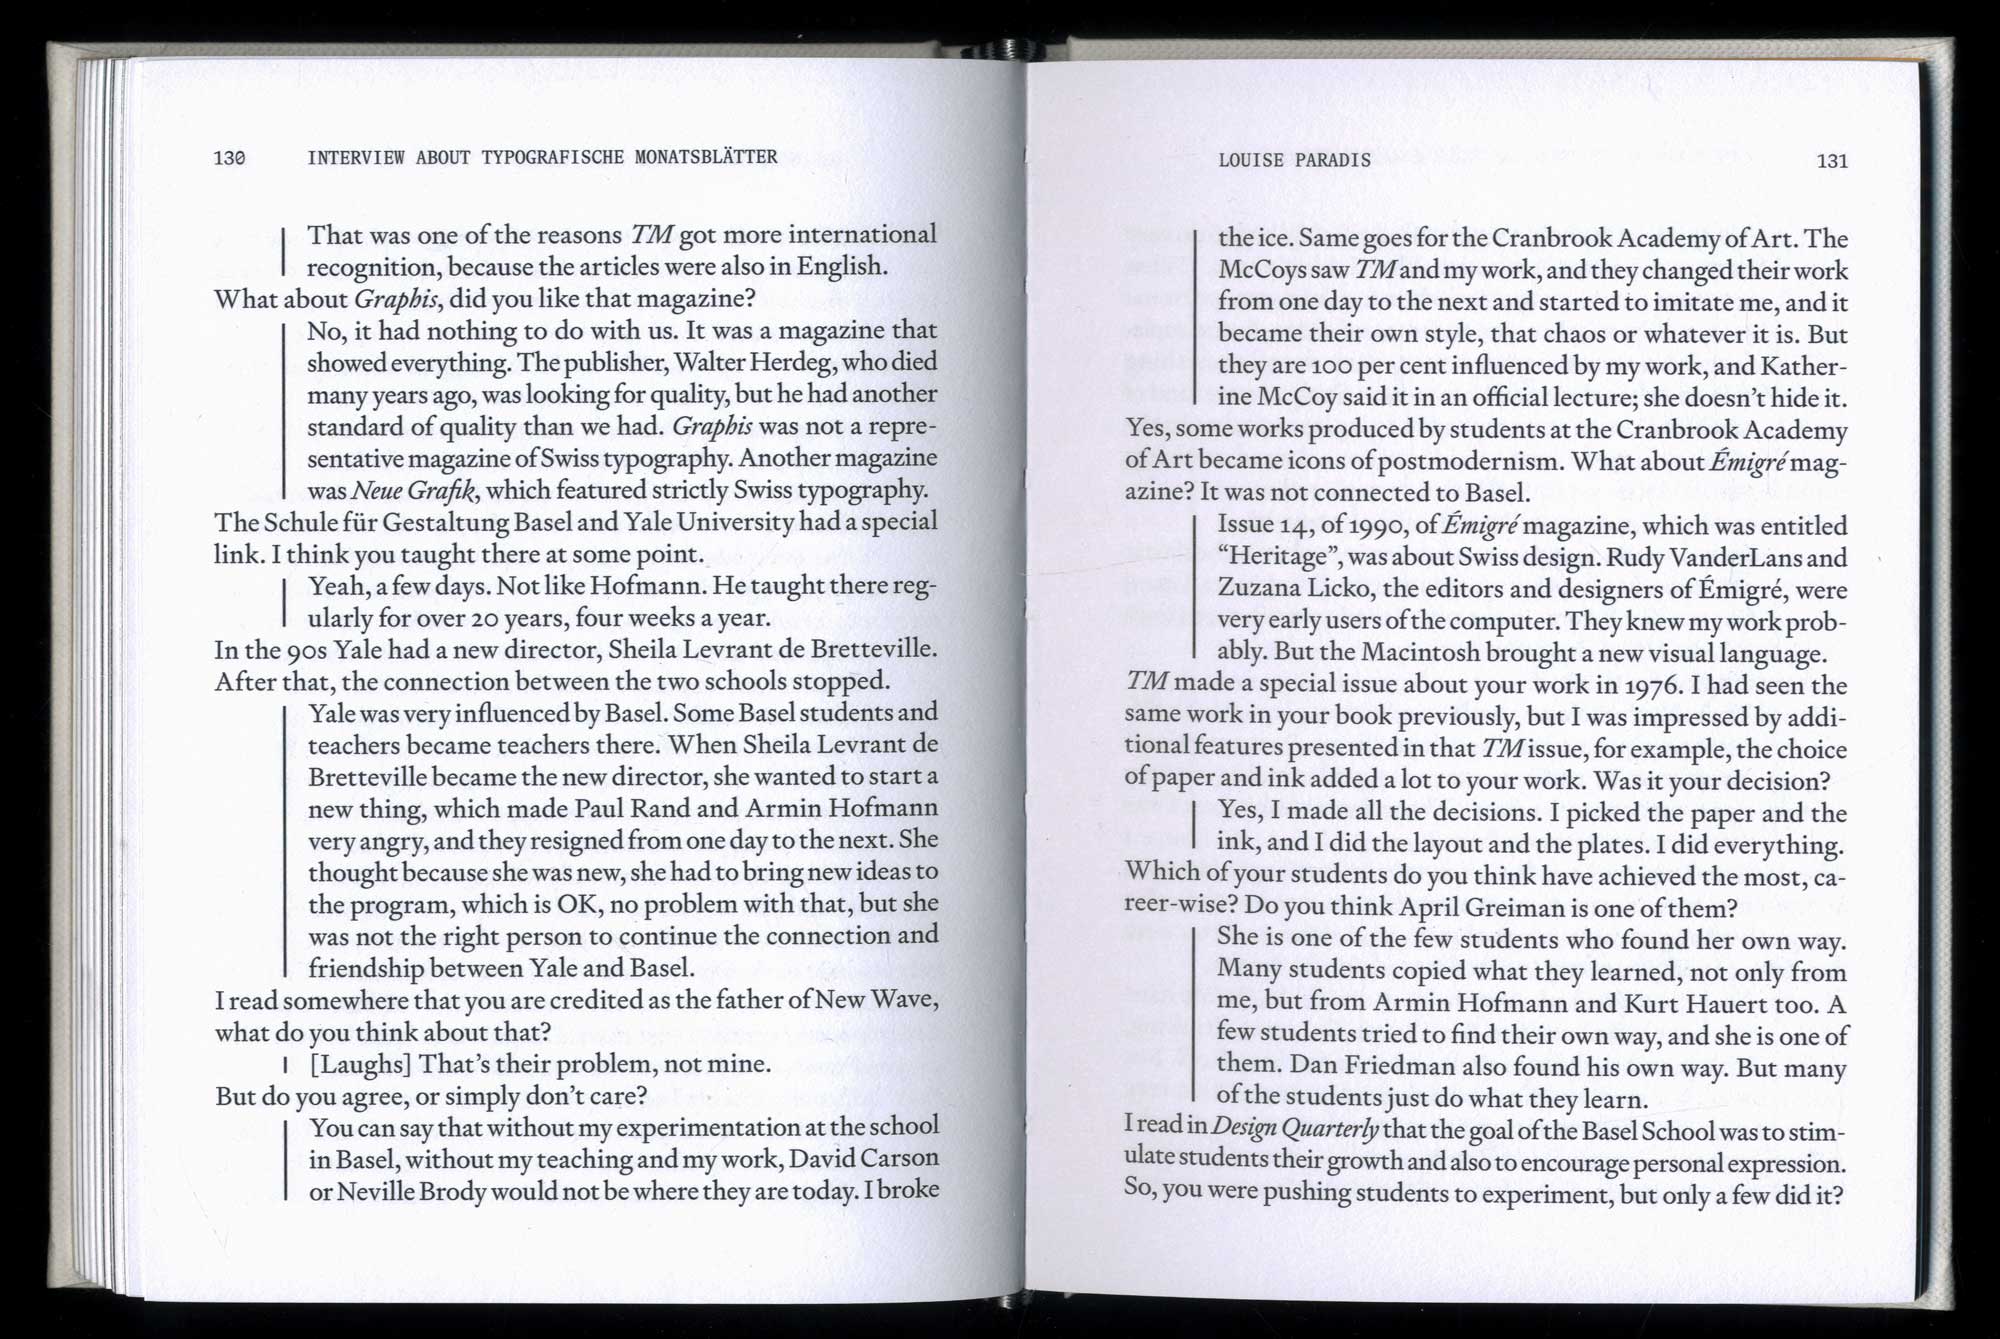 130 INTERVIEW ABOUT TYPOGRAFISCHE MONATSBLÄTTER
That was one of the reasons TM got more international
recognition, because the articles were also in English.
What about Graphis, did you like that magazine?
No, it had nothing to do with us. It was a magazine that
showed everything. The publisher, Walter Herdeg, who died
many years ago, was looking for quality, but he had another
standard of quality than we had. Graphis was not a repre-
sentative magazine of Swiss typography. Another magazine
was Neue Grafik, which featured strictly Swiss typography.
The Schule für Gestaltung Basel and Yale University had a special
link. I think you taught there at some point.
Yeah, a few days. Not like Hofmann. He taught there reg-
ularly for over 20 years, four weeks a year.
In the 90s Yale had a new director, Sheila Levrant de Bretteville.
After that, the connection between the two schools stopped.
Yale was very influenced by Basel. Some Basel students and
teachers became teachers there. When Sheila Levrant de
Bretteville became the new director, she wanted to start a
new thing, which made Paul Rand and Armin Hofmann
very angry, and they resigned from one day to the next. She
thought because she was new, she had to bring new ideas to
the program, which is OK, no problem with that, but she
was not the right person to continue the connection and
friendship between Yale and Basel.
I read somewhere that you are credited as the father of New Wave,
what do you think about that?
[Laughs] That’s their problem, not mine.
But do you agree, or simply don’t care?
You can say that without my experimentation at the school
in Basel, without my teaching and my work, David Carson
or Neville Brody would not be where they are today. I broke
LOUISE PARADIS 131
the ice. Same goes for the Cranbrook Academy of Art. The
McCoys saw TM and my work, and they changed their work
from one day to the next and started to imitate me, and it
became their own style, that chaos or whatever it is. But
they are 100 per cent influenced by my work, and Kather-
ine McCoy said it in an official lecture; she doesn’t hide it.
Yes, some works produced by students at the Cranbrook Academy
of Art became icons of postmodernism. What about Émigré mag-
azine? It was not connected to Basel.
Issue 14, of 1990, of Émigré magazine, which was entitled
“Heritage”, was about Swiss design. Rudy VanderLans and
Zuzana Licko, the editors and designers of Émigré, were
very early users of the computer. They knew my work prob-
ably. But the Macintosh brought a new visual language.
TM made a special issue about your work in 1976. I had seen the
same work in your book previously, but I was impressed by addi-
tional features presented in that TM issue, for example, the choice
of paper and ink added a lot to your work. Was it your decision?
Yes, I made all the decisions. I picked the paper and the
ink, and I did the layout and the plates. I did everything.
Which of your students do you think have achieved the most, ca-
reer-wise? Do you think April Greiman is one of them?
She is one of the few students who found her own way.
Many students copied what they learned, not only from
me, but from Armin Hofmann and Kurt Hauert too. A
few students tried to find their own way, and she is one of
them. Dan Friedman also found his own way. But many
of the students just do what they learn.
I read in Design Quarterly that the goal of the Basel School was to stim-
ulate students their growth and also to encourage personal expression.
So, you were pushing students to experiment, but only a few did it?